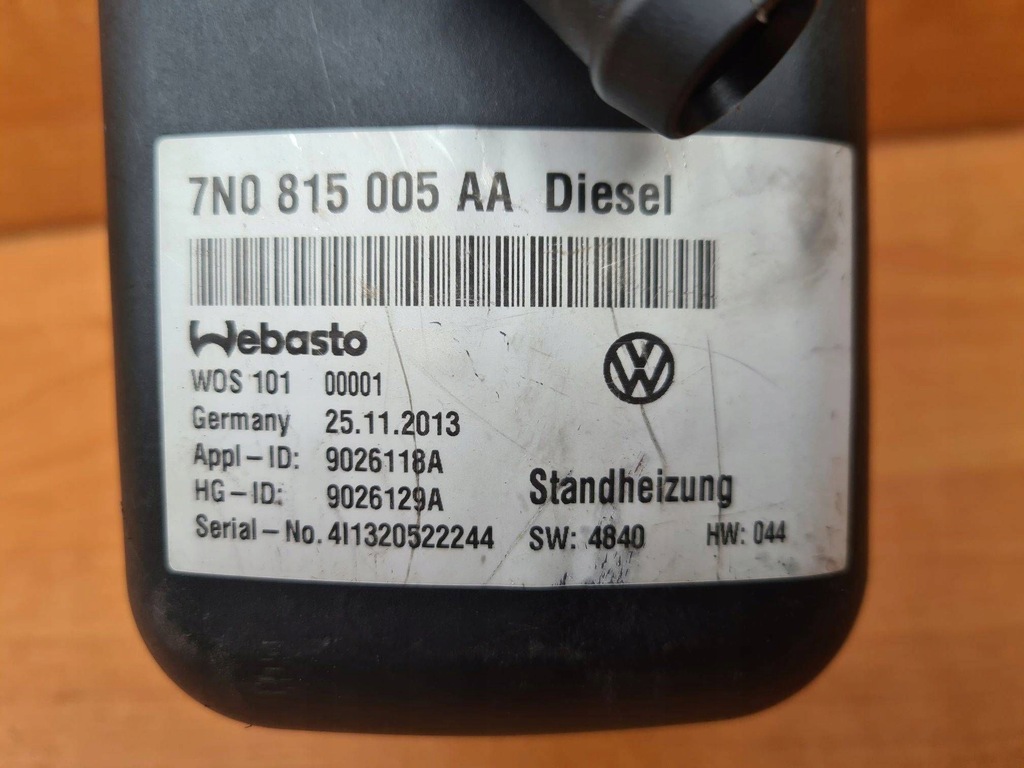 7N0 815 005 AA Diesel
Webasto
WOS 101 00001
Germany 25.11.2013
Appl-ID: 9026118A
HG-ID: 9026129A
Serial-No. 4I1320522244
VW
Standheizung
SW: 4840 HW: 044